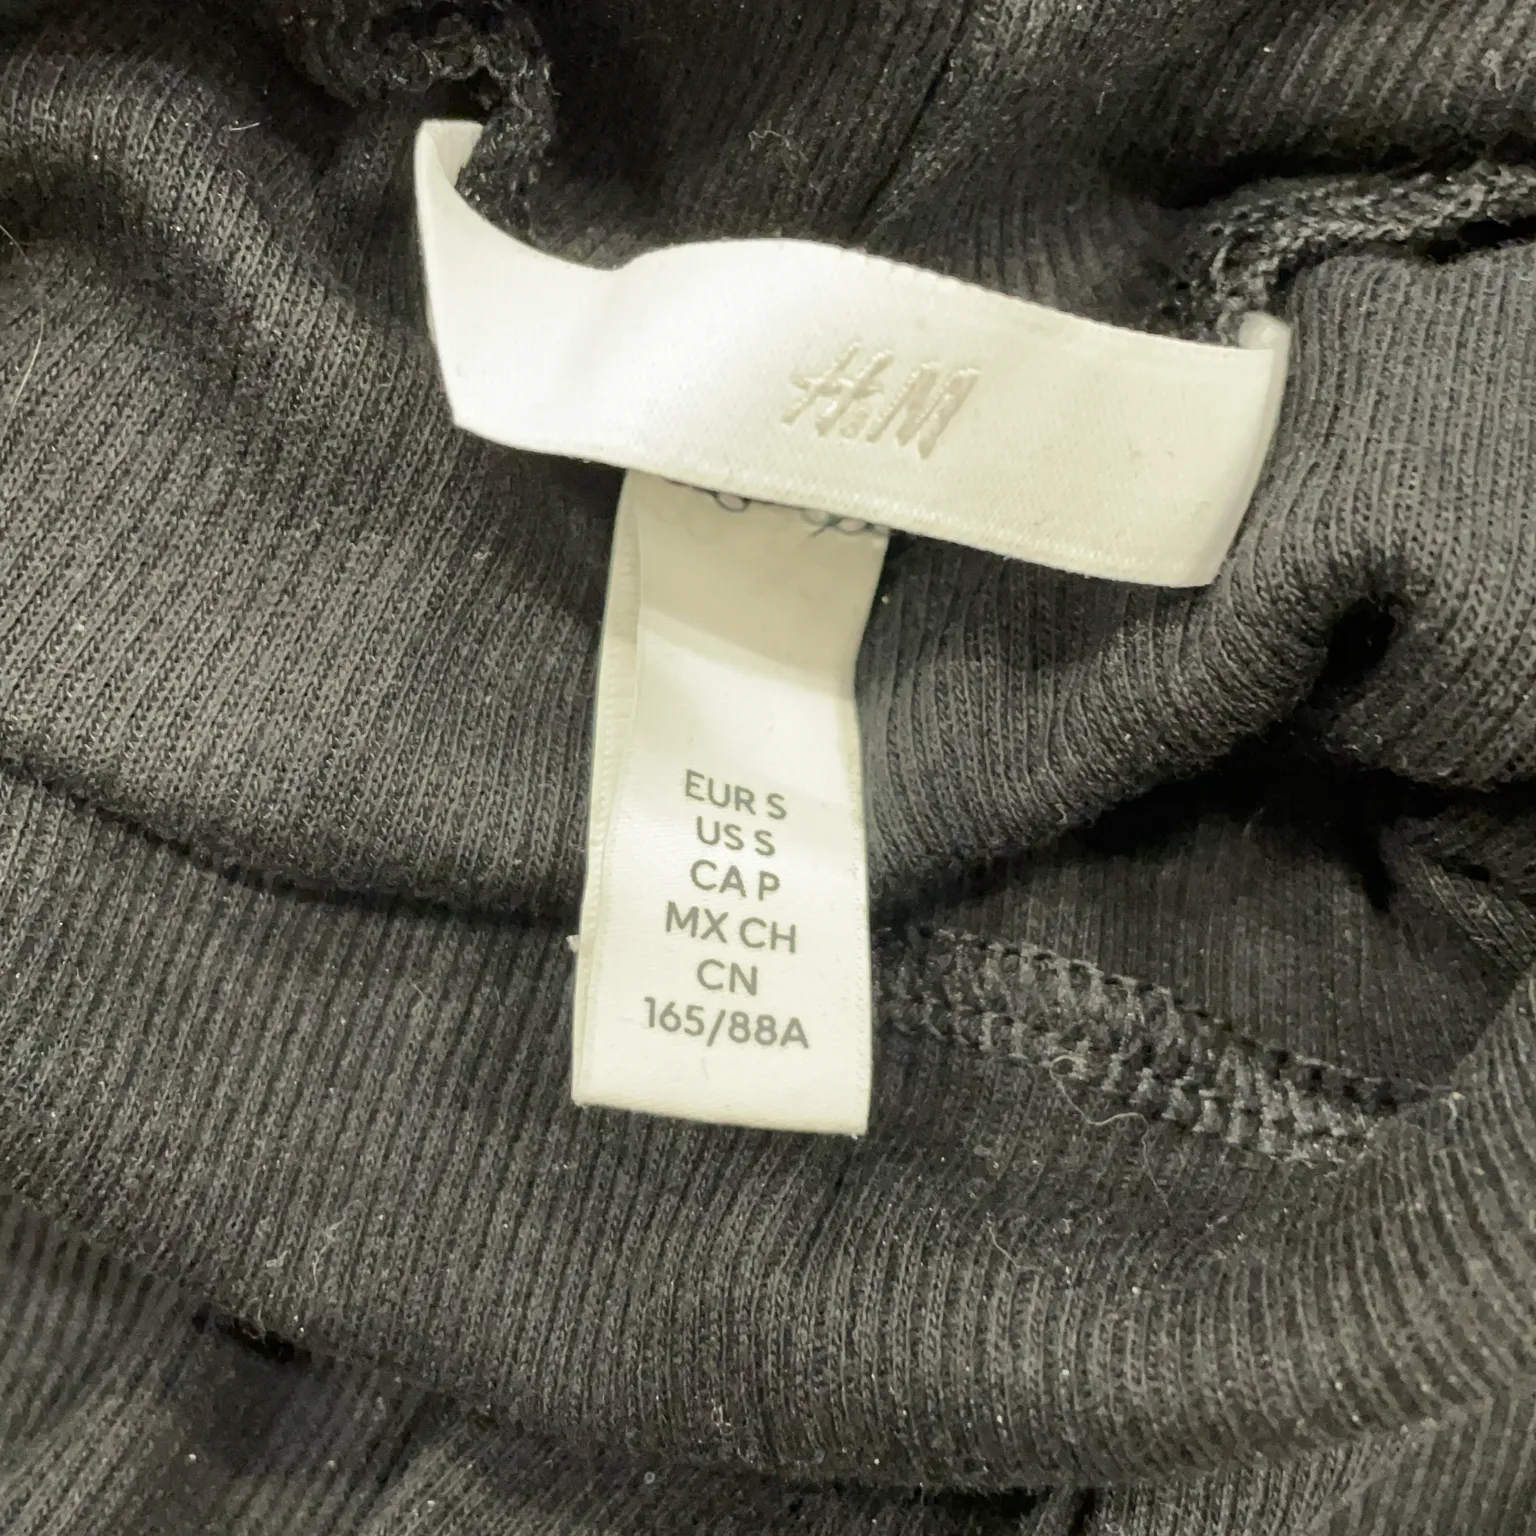 H&M
EUR S
US S
CA P
MX CH
CN
165/88A